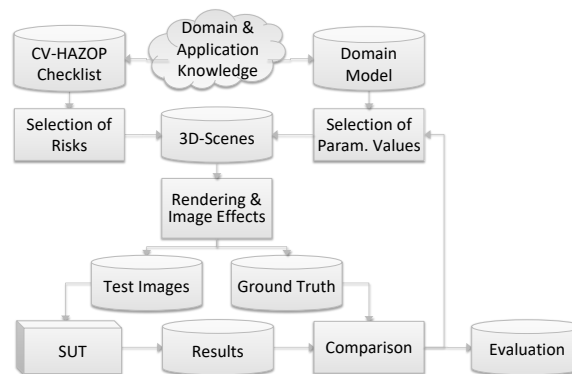 Domain &
Application
Knowledge
CV-HAZOP
Checklist
Domain
Model
Selection of
Risks
3D-Scenes
Selection of
Param. Values
Rendering &
Image Effects
Test Images
Ground Truth
SUT
Results
Comparison
Evaluation